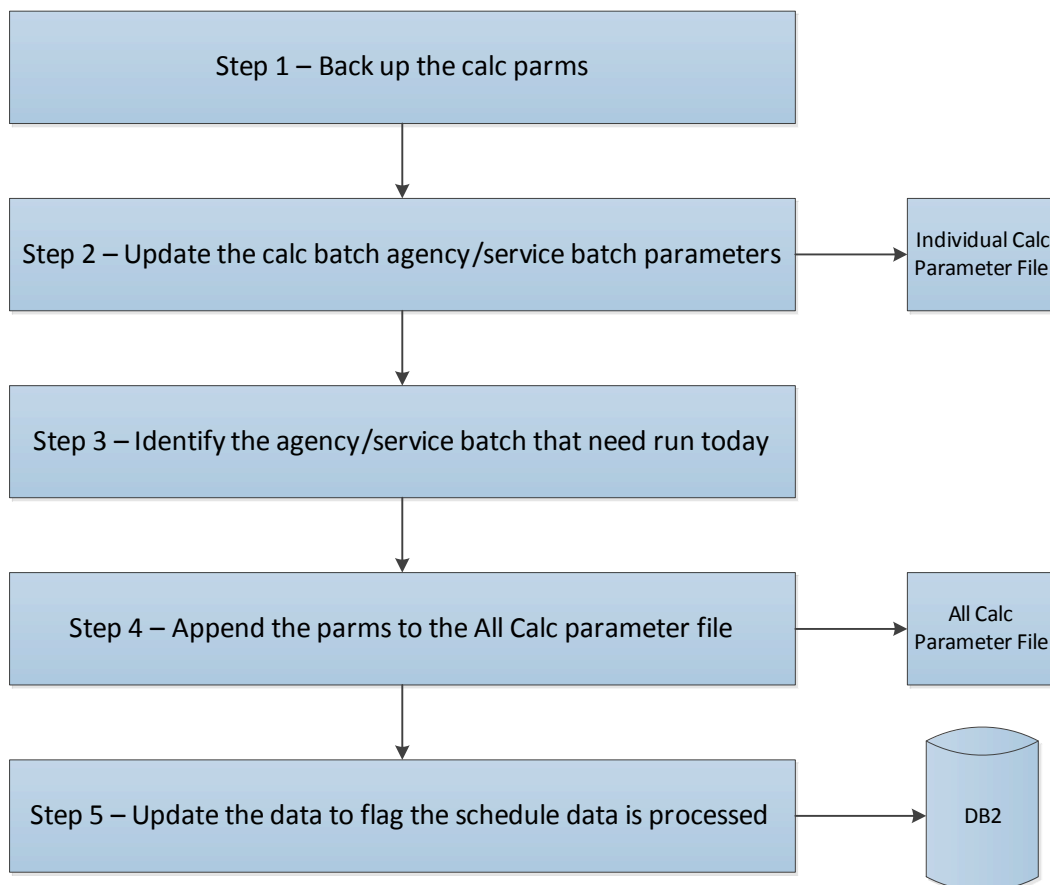 Step 1 – Back up the calc parms
Step 2 – Update the calc batch agency/service batch parameters
Individual Calc
Parameter File
Step 3 – Identify the agency/service batch that need run today
Step 4 – Append the parms to the All Calc parameter file
All Calc
Parameter File
Step 5 – Update the data to flag the schedule data is processed
DB2